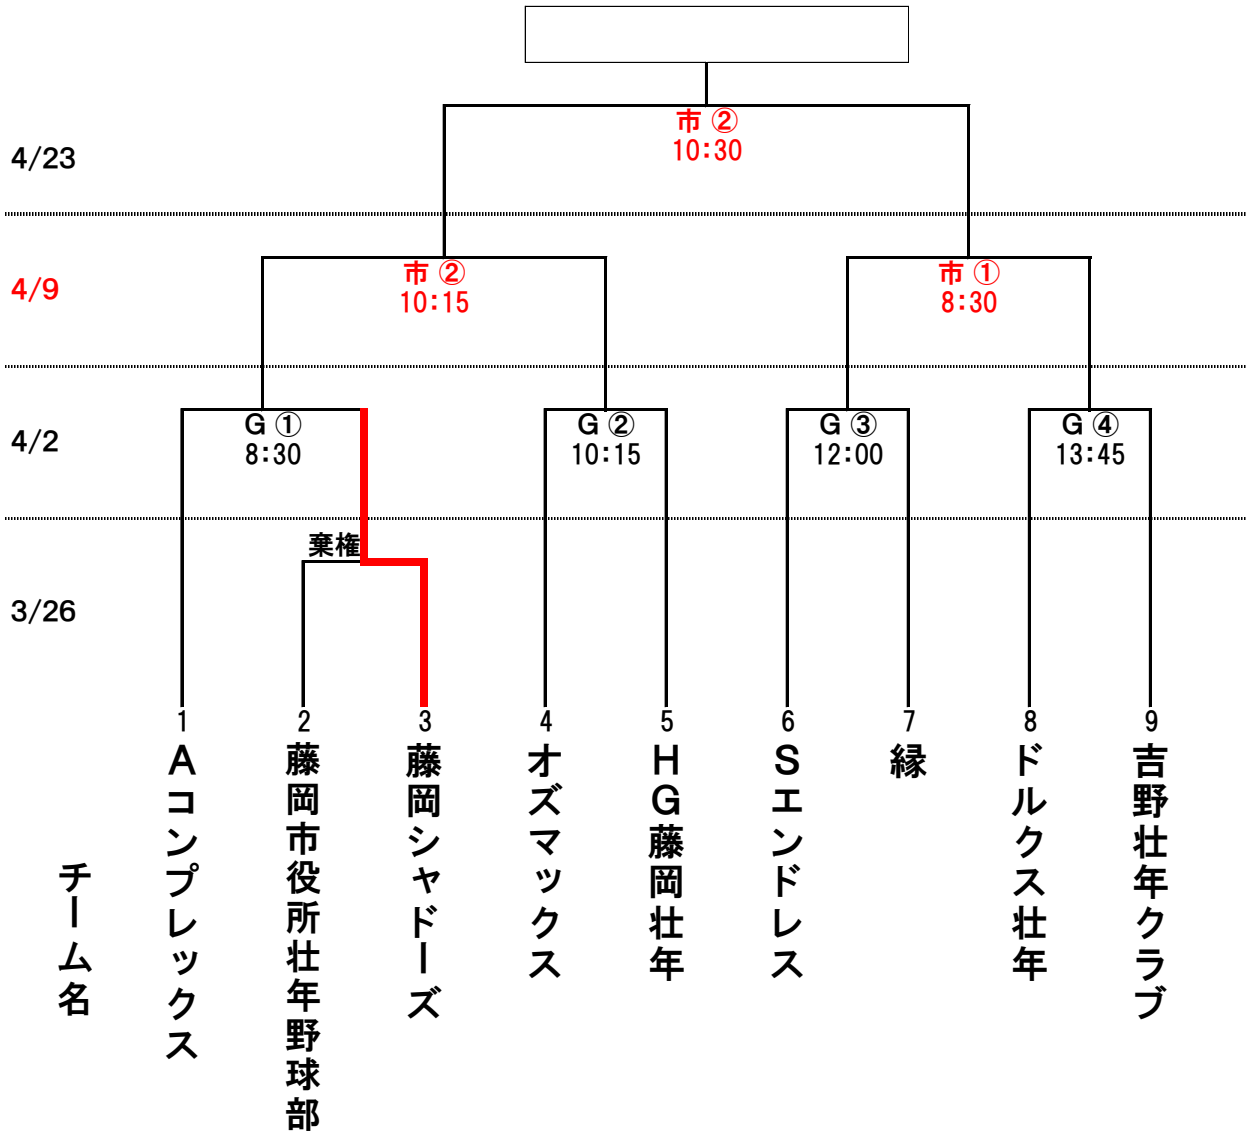 市 ②
10:30
4/23
4/9
市 ②
10:15
市 ①
8:30
4/2
G ①
8:30
G ②
10:15
G ③
12:00
G ④
13:45
棄権
3/26
1
2
3
4
5
6
7
8
9
チーム名
Aコンプレックス
藤岡市役所壮年野球部
藤岡シャドーズ
オズマックス
HG藤岡壮年
Sエンドレス
縁
ドルクス壮年
吉野壮年クラブ